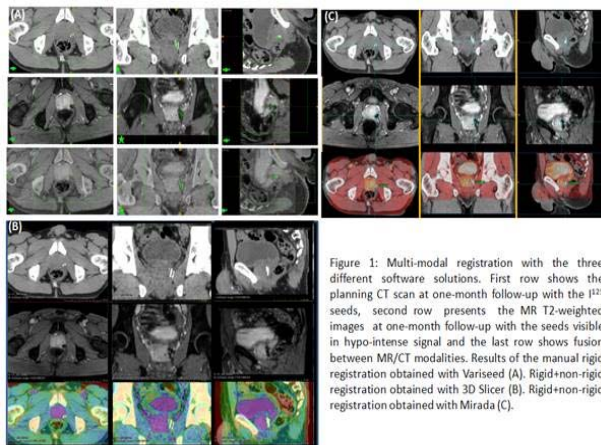 (A)
(C)
(B)
Figure 1: Multi-modal registration with the three
different software solutions. First row shows the
planning CT scan at one-month follow-up with the I¹²⁵
seeds, second row presents the MR T2-weighted
images at one-month follow-up with the seeds visible
in hypo-intense signal and the last row shows fusion
between MR/CT modalities. Results of the manual rigid
registration obtained with Variseed (A). Rigid+non-rigid
registration obtained with 3D Slicer (B). Rigid+non-rigid
registration obtained with Mirada (C).